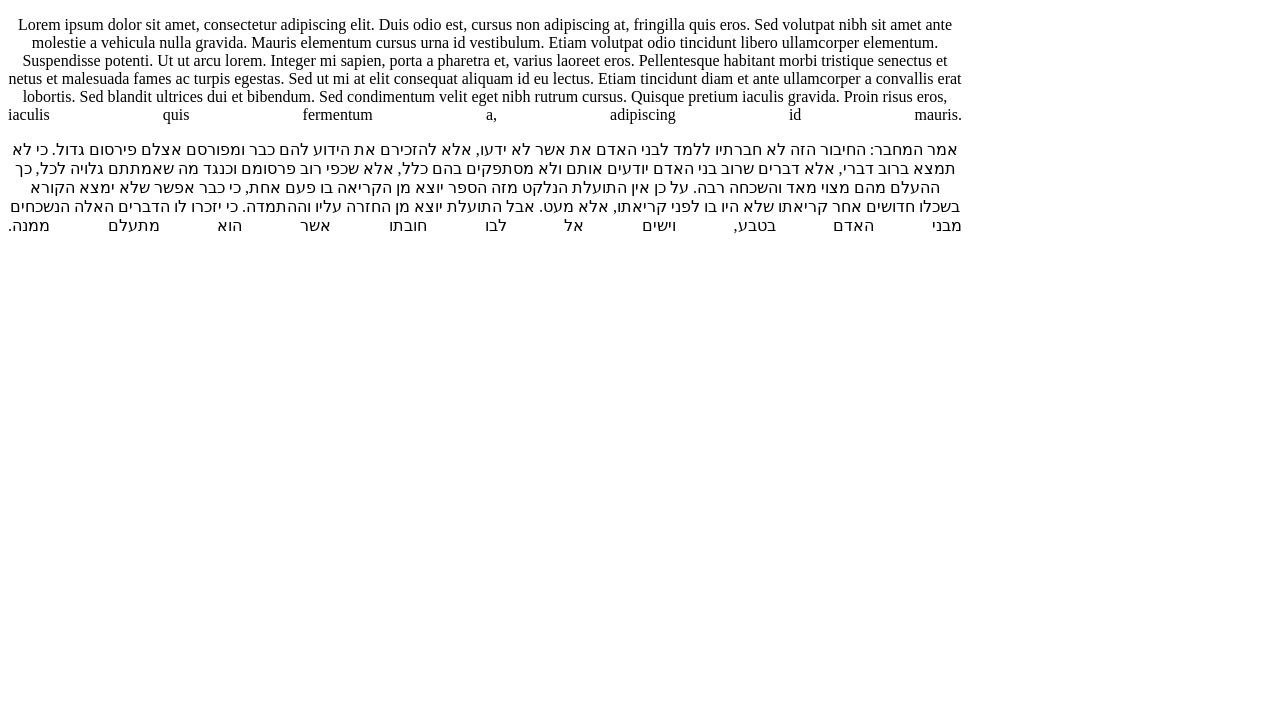 Lorem ipsum dolor sit amet, consectetur adipiscing elit. Duis odio est, cursus non adipiscing at, fringilla quis eros. Sed volutpat nibh sit amet ante
molestie a vehicula nulla gravida. Mauris elementum cursus urna id vestibulum. Etiam volutpat odio tincidunt libero ullamcorper elementum.
Suspendisse potenti. Ut ut arcu lorem. Integer mi sapien, porta a pharetra et, varius laoreet eros. Pellentesque habitant morbi tristique senectus et
netus et malesuada fames ac turpis egestas. Sed ut mi at elit consequat aliquam id eu lectus. Etiam tincidunt diam et ante ullamcorper a convallis erat
lobortis. Sed blandit ultrices dui et bibendum. Sed condimentum velit eget nibh rutrum cursus. Quisque pretium iaculis gravida. Proin risus eros,
iaculis quis fermentum a, adipiscing id mauris.
אמר המחבר: החיבור הזה לא חברתיו ללמד לבני האדם את אשר לא ידעו, אלא להזכירם את הידוע להם כבר ומפורסם אצלם פירסום גדול. כי לא
תמצא ברוב דברי, אלא דברים שרוב בני האדם יודעים אותם ולא מסתפקים בהם כלל, אלא שכפי רוב פרסומם וכנגד מה שאמתתם גלויה לכל, כך
ההעלם מהם מצוי מאד והשכחה רבה. על כן אין התועלת הנלקט מזה הספר יוצא מן הקריאה בו פעם אחת, כי כבר אפשר שלא ימצא הקורא
בשכלו חדושים אחר קריאתו שלא היו בו לפני קריאתו, אלא מעט. אבל התועלת יוצא מן החזרה עליו וההתמדה. כי יזכרו לו הדברים האלה הנשכחים
מבני האדם בטבע, וישים אל לבו חובתו אשר הוא מתעלם ממנה.